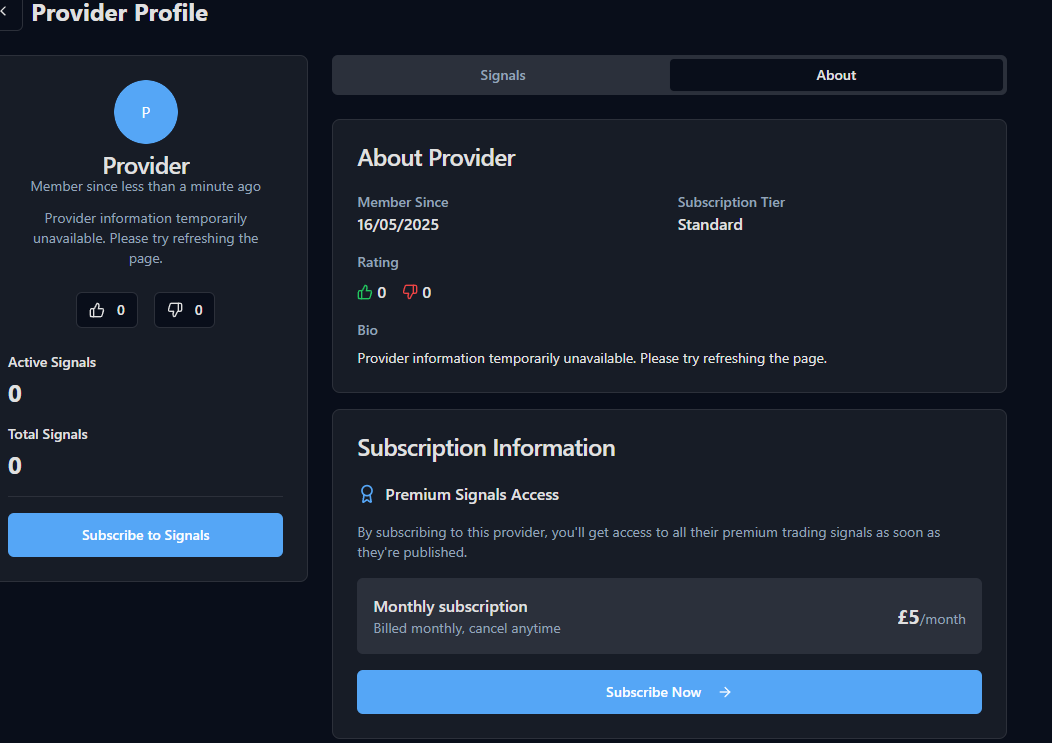 Provider Profile
P
Provider
Member since less than a minute ago
Provider information temporarily
unavailable. Please try refreshing the
page.
0 0
Active Signals
0
Total Signals
0
Subscribe to Signals
Signals About
About Provider
Member Since Subscription Tier
16/05/2025 Standard
Rating
0 0
Bio
Provider information temporarily unavailable. Please try refreshing the page.
Subscription Information
Premium Signals Access
By subscribing to this provider, you'll get access to all their premium trading signals as soon as
they're published.
Monthly subscription
Billed monthly, cancel anytime
£5/month
Subscribe Now →